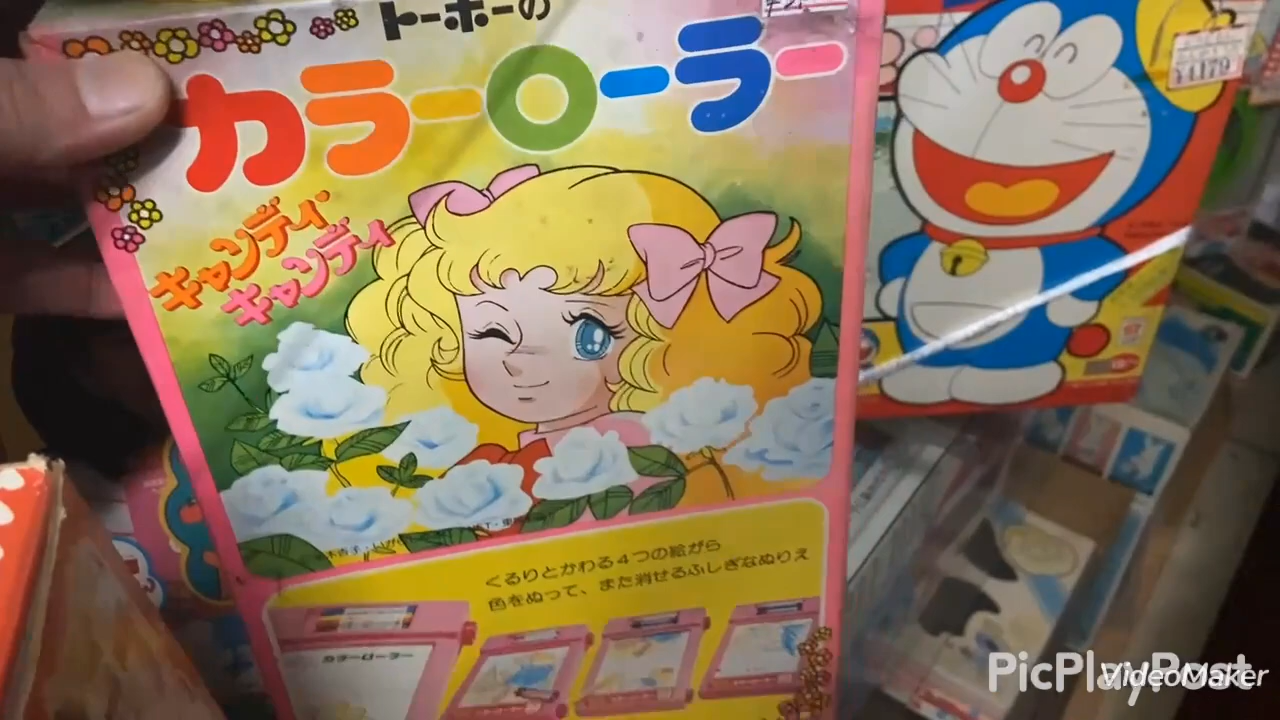 トーホーの
カラーローラー
キャンディ・
キャンディ
くるりとかわる4つの絵がら
色をぬって、また消せるふしぎなぬりえ
カラーローラー
¥4179
PicPlayPost
VideoMaker